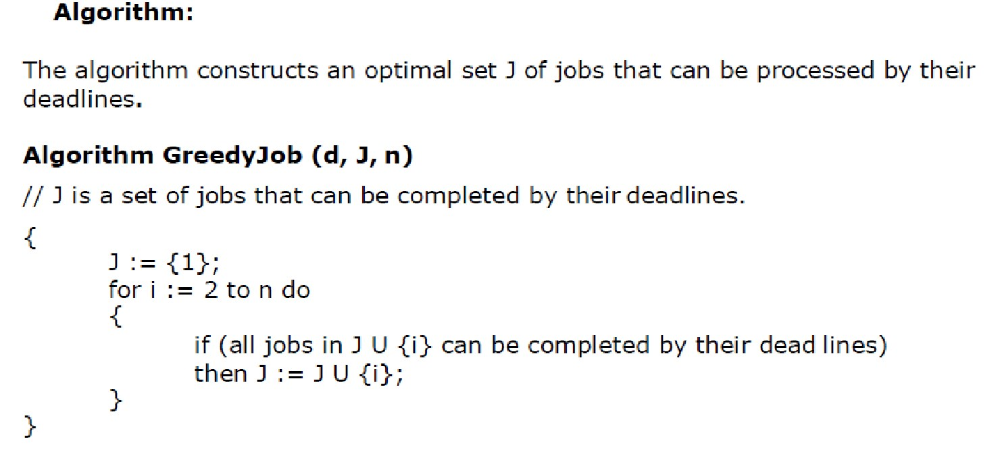 Algorithm:
The algorithm constructs an optimal set J of jobs that can be processed by their
deadlines.
Algorithm GreedyJob (d, J, n)
// J is a set of jobs that can be completed by their deadlines.
{
J := {1};
for i := 2 to n do
{
if (all jobs in J U {i} can be completed by their dead lines)
then J := J U {i};
}
}